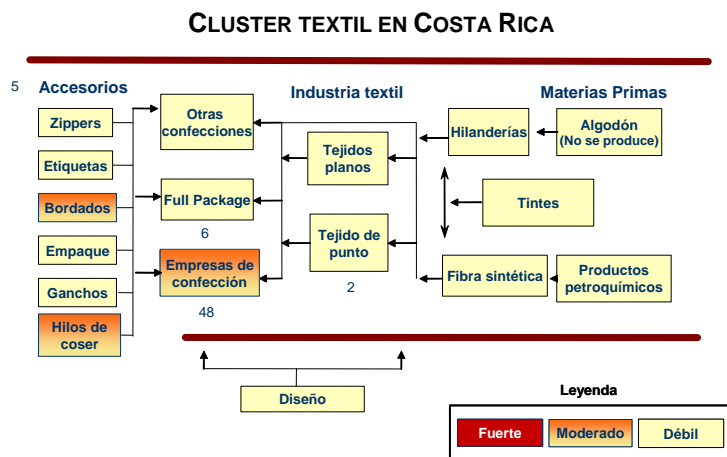 CLUSTER TEXTIL EN COSTA RICA
5
Accesorios
Industria textil
Materias Primas
Zippers
Etiquetas
Bordados
Empaque
Ganchos
Hilos de
coser
Otras
confecciones
Full Package
6
Empresas de
confección
48
Tejidos
planos
Tejido de
punto
2
Hilanderías
Algodón
(No se produce)
Tintes
Fibra sintética
Productos
petroquímicos
Diseño
Leyenda
Fuerte
Moderado
Débil